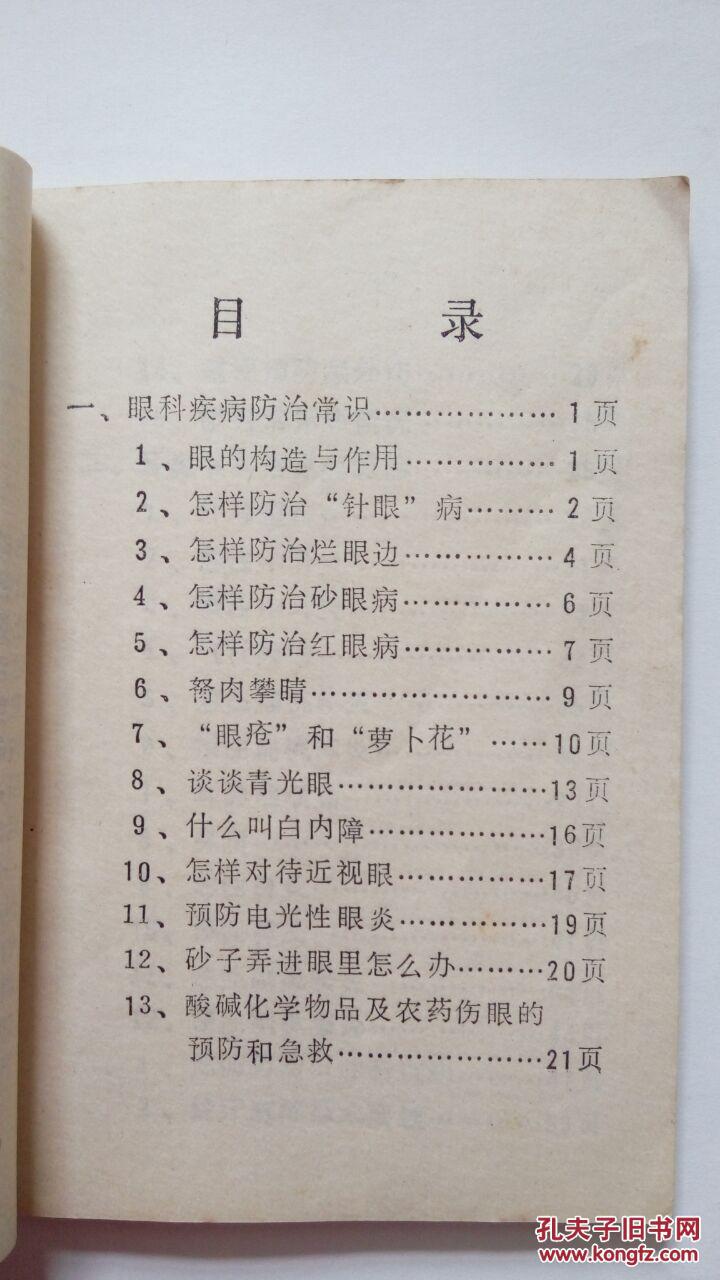 目 录
一、眼科疾病防治常识………………1页
1、眼的构造与作用……………1页
2、怎样防治“针眼”病………2页
3、怎样防治烂眼边……………4页
4、怎样防治砂眼病……………6页
5、怎样防治红眼病……………7页
6、胬肉攀睛……………………9页
7、“眼疮”和“萝卜花”……10页
8、谈谈青光眼…………………13页
9、什么叫白内障………………16页
10、怎样对待近视眼……………17页
11、预防电光性眼炎……………19页
12、砂子弄进眼里怎么办………20页
13、酸碱化学物品及农药伤眼的
预防和急救…………………21页
孔夫子旧书网
www.kongfz.com